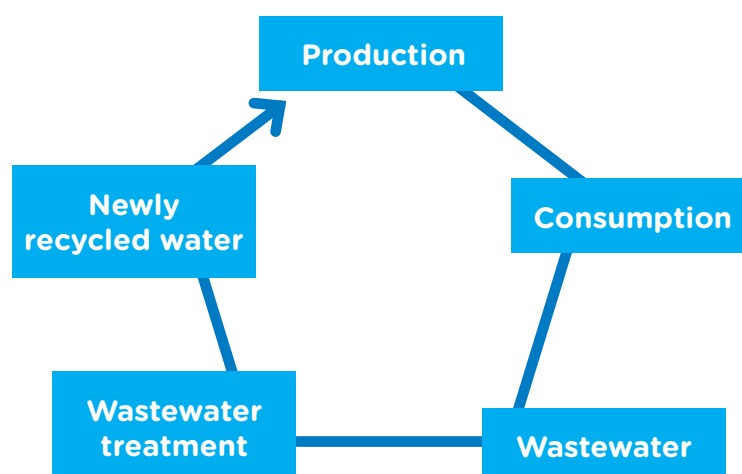 Production
Consumption
Wastewater
Wastewater
treatment
Newly
recycled water